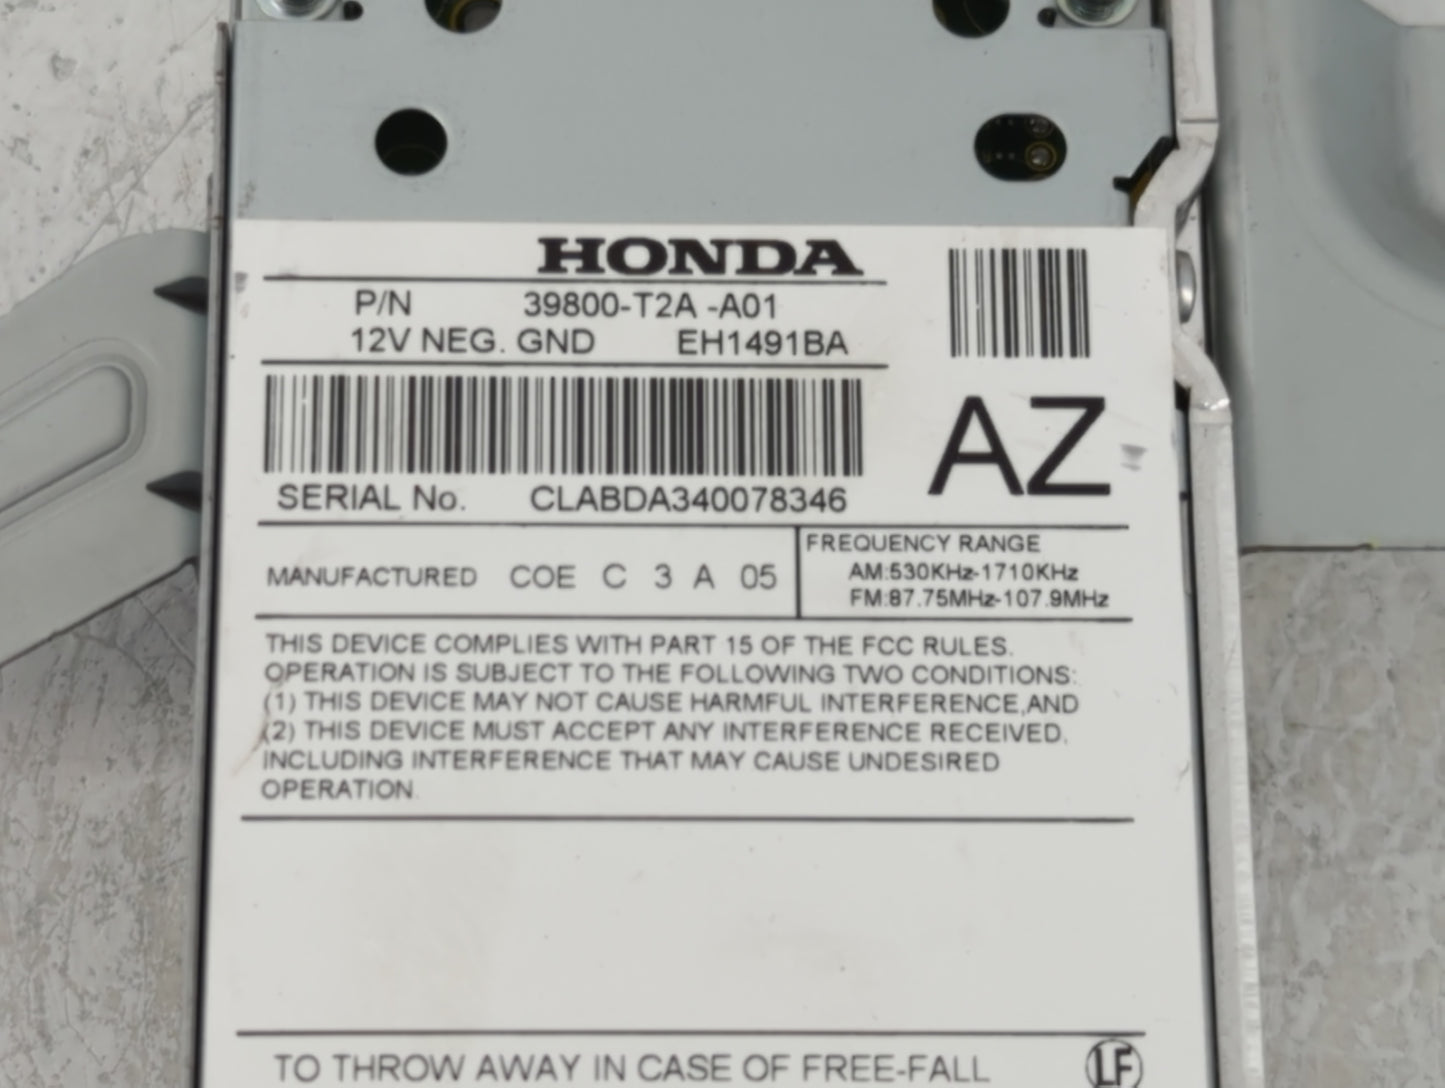 HONDA
P/N 39800-T2A -A01
12V NEG. GND EH1491BA
AZ
SERIAL No. CLABDA340078346
MANUFACTURED COE C 3 A 05
FREQUENCY RANGE
AM:530KHz-1710KHz
FM:87.75MHz-107.9MHz
THIS DEVICE COMPLIES WITH PART 15 OF THE FCC RULES.
OPERATION IS SUBJECT TO THE FOLLOWING TWO CONDITIONS:
(1) THIS DEVICE MAY NOT CAUSE HARMFUL INTERFERENCE,AND
(2) THIS DEVICE MUST ACCEPT ANY INTERFERENCE RECEIVED,
INCLUDING INTERFERENCE THAT MAY CAUSE UNDESIRED
OPERATION.
TO THROW AWAY IN CASE OF FREE-FALL LF